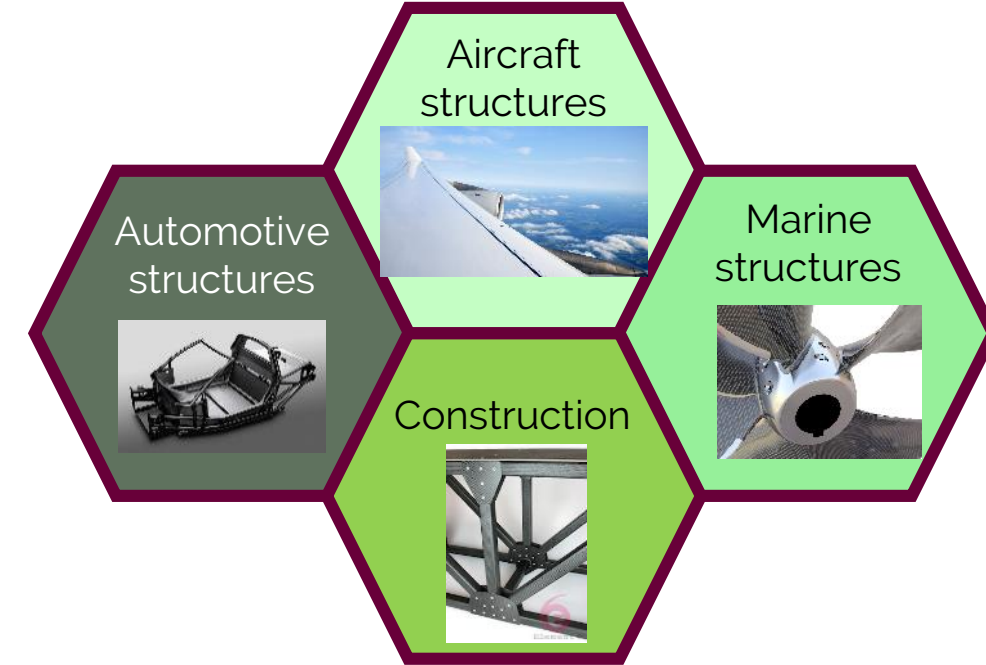 Aircraft
structures
Automotive
structures
Marine
structures
Construction